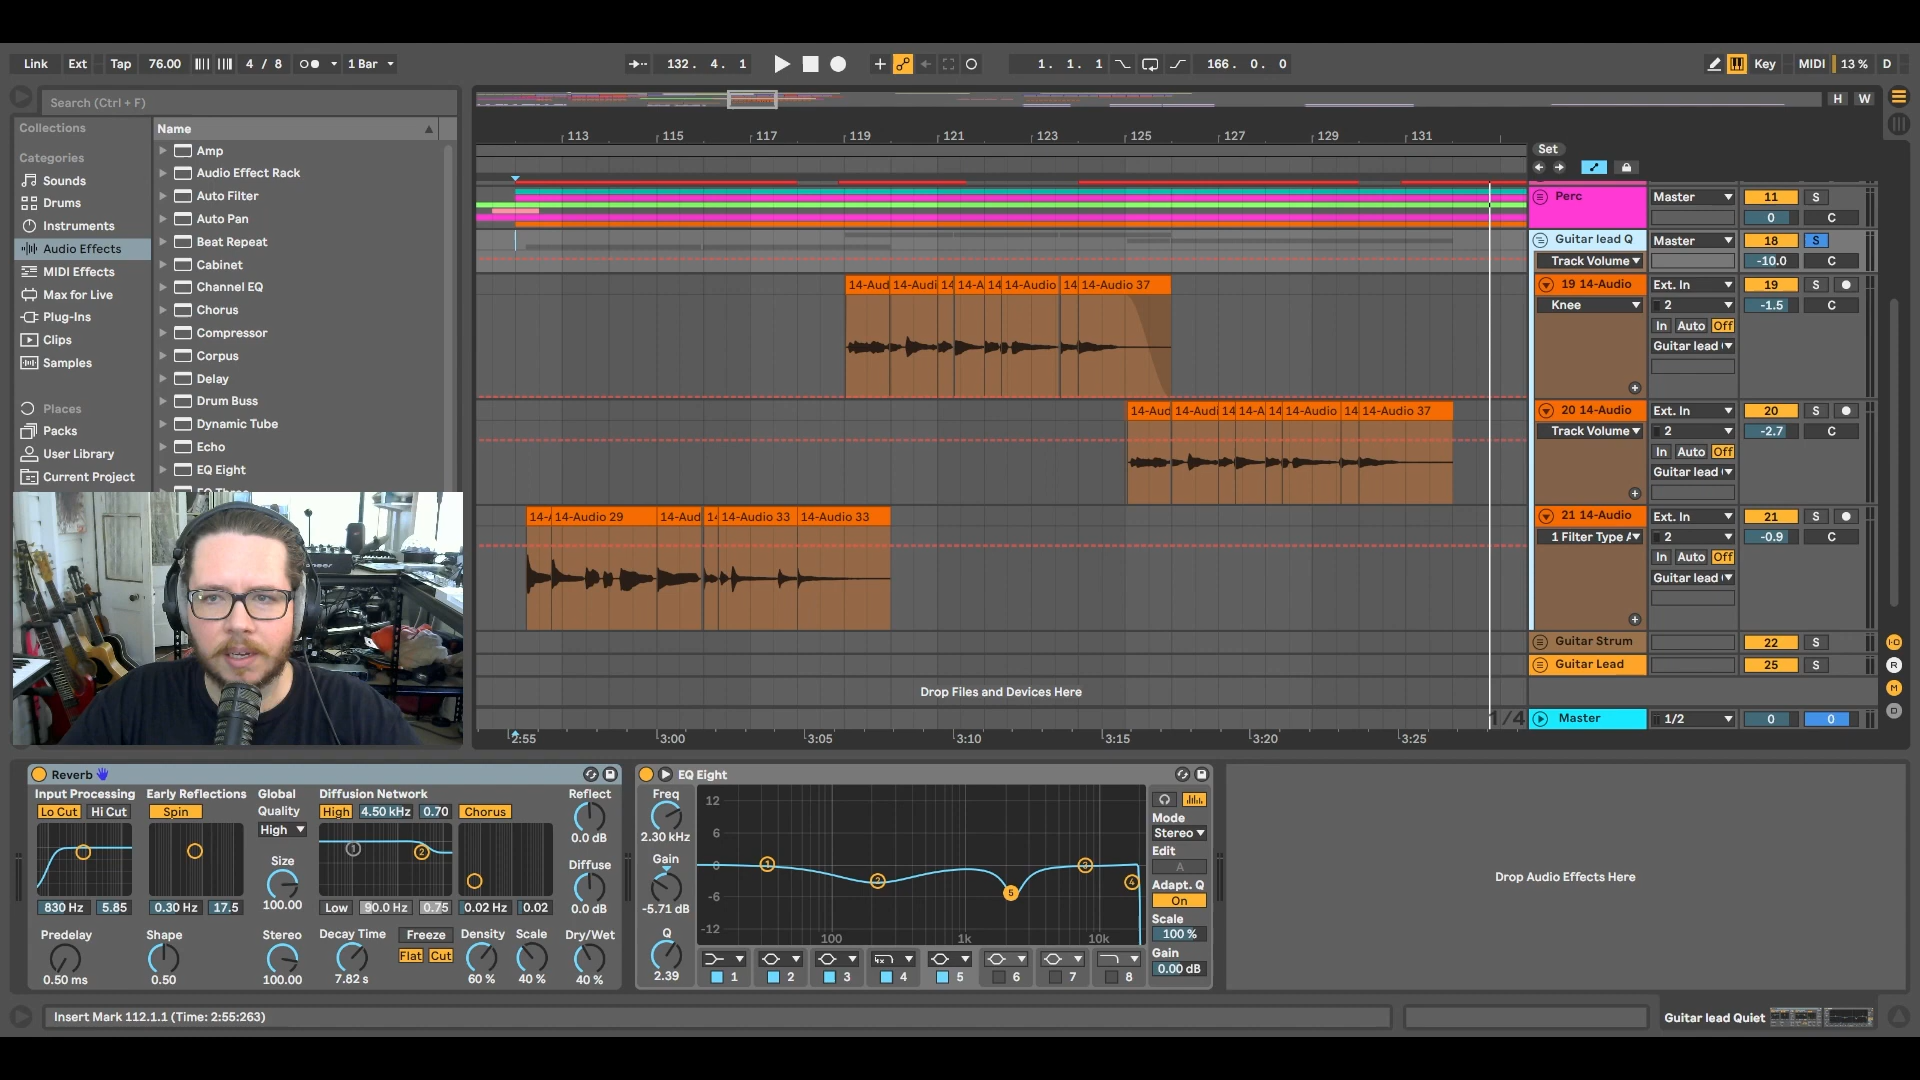 Link Ext Tap 76.00 4 / 8 1 Bar 132. 4. 1 1. 1. 1 166. 0. 0 Key MIDI 13 % D
Search (Ctrl + F)
H W
Collections
Name
Categories
Sounds
Drums
Instruments
Audio Effects
MIDI Effects
Max for Live
Plug-Ins
Clips
Samples
Places
Packs
User Library
Current Project
Amp
Audio Effect Rack
Auto Filter
Auto Pan
Beat Repeat
Cabinet
Channel EQ
Chorus
Compressor
Corpus
Delay
Drum Buss
Dynamic Tube
Echo
EQ Eight
113 115 117 119 121 123 125 127 129 131
Set
Perc Master 11 S
0 C
Guitar lead Q Master 18 S
Track Volume -10.0 C
14-Aud 14-Audi 14 14-A 14 14-Audio 14 14-Audio 37
19 14-Audio Ext. In 19 S
Knee 2 -1.5 C
In Auto Off
Guitar lead
14-Aud 14-Audi 14 14-A 14 14-Audio 14 14-Audio 37
20 14-Audio Ext. In 20 S
Track Volume 2 -2.7 C
In Auto Off
Guitar lead
14-A 14-Audio 29 14-Aud 14 14-Audio 33 14-Audio 33
21 14-Audio Ext. In 21 S
1 Filter Type A 2 -0.9 C
In Auto Off
Guitar lead
Guitar Strum 22 S
Guitar Lead 25 S
Drop Files and Devices Here
1/4 Master 1/2 0 0
2:55 3:00 3:05 3:10 3:15 3:20 3:25
R
M
D
Reverb
Input Processing Early Reflections Global Diffusion Network Reflect
Lo Cut Hi Cut Spin Quality High 4.50 kHz 0.70 Chorus
High
0.0 dB
Size Diffuse
100.00
830 Hz 5.85 0.30 Hz 17.5 Low 90.0 Hz 0.75 0.02 Hz 0.02 0.0 dB
Predelay Shape Stereo Decay Time Freeze Density Scale Dry/Wet
Flat Cut
0.50 ms 0.50 100.00 7.82 s 60 % 40 % 40 %
EQ Eight
Freq
2.30 kHz
Gain
-5.71 dB
Q
2.39
12
6
0
-6
-12
100 1k 10k
1 2 5 3 4
1 2 3 4 5 6 7 8
Mode
Stereo
Edit
A
Adapt. Q
On
Scale
100 %
Gain
0.00 dB
Drop Audio Effects Here
Insert Mark 112.1.1 (Time: 2:55:263)
Guitar lead Quiet